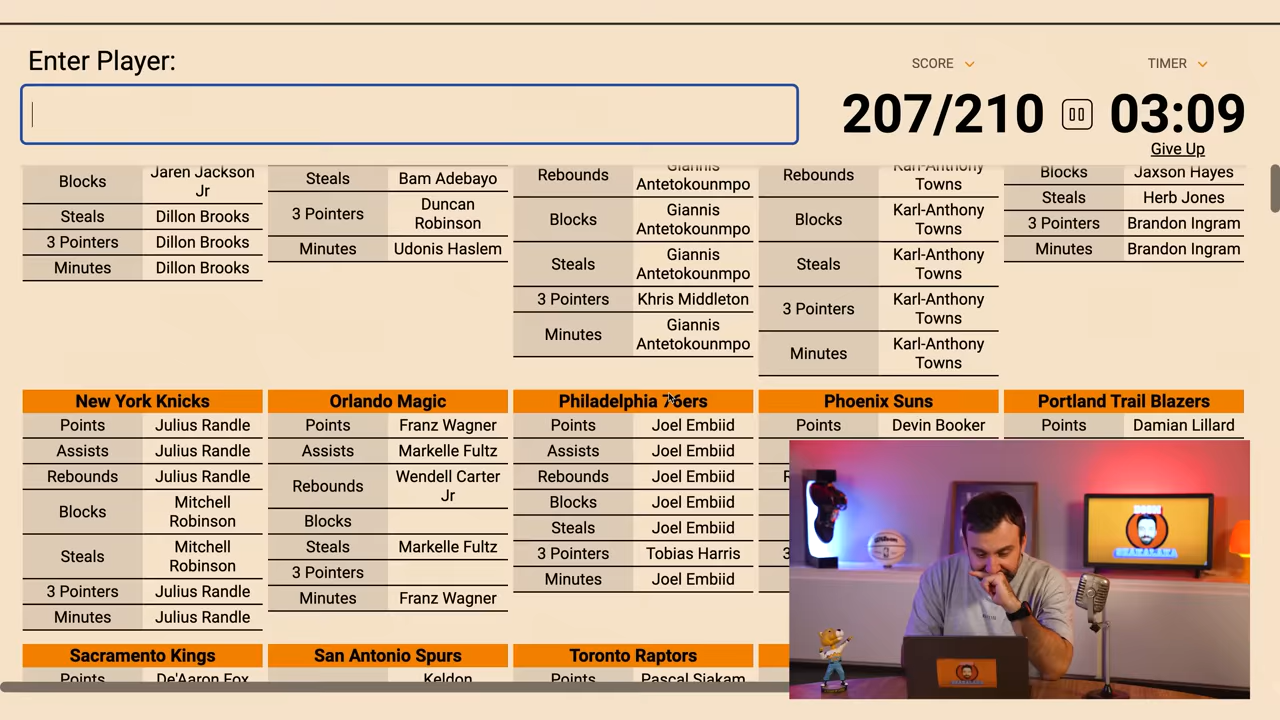 Enter Player:
SCORE
TIMER
207/210
03:09
Give Up
Blocks Jaren Jackson
Jr
Steals Dillon Brooks
3 Pointers Dillon Brooks
Minutes Dillon Brooks
Steals Bam Adebayo
3 Pointers Duncan
Robinson
Minutes Udonis Haslem
Rebounds Giannis
Antetokounmpo
Blocks Giannis
Antetokounmpo
Steals Giannis
Antetokounmpo
3 Pointers Khris Middleton
Minutes Giannis
Antetokounmpo
Rebounds Karl-Anthony
Towns
Blocks Karl-Anthony
Towns
Steals Karl-Anthony
Towns
3 Pointers Karl-Anthony
Towns
Minutes Karl-Anthony
Towns
Blocks Jaxson Hayes
Steals Herb Jones
3 Pointers Brandon Ingram
Minutes Brandon Ingram
New York Knicks
Points Julius Randle
Assists Julius Randle
Rebounds Julius Randle
Blocks Mitchell
Robinson
Steals Mitchell
Robinson
3 Pointers Julius Randle
Minutes Julius Randle
Orlando Magic
Points Franz Wagner
Assists Markelle Fultz
Rebounds Wendell Carter
Jr
Blocks
Steals Markelle Fultz
3 Pointers
Minutes Franz Wagner
Philadelphia 76ers
Points Joel Embiid
Assists Joel Embiid
Rebounds Joel Embiid
Blocks Joel Embiid
Steals Joel Embiid
3 Pointers Tobias Harris
Minutes Joel Embiid
Phoenix Suns
Points Devin Booker
Portland Trail Blazers
Points Damian Lillard
Sacramento Kings
Points De'Aaron Fox
San Antonio Spurs
Keldon
Toronto Raptors
Points Pascal Siakam